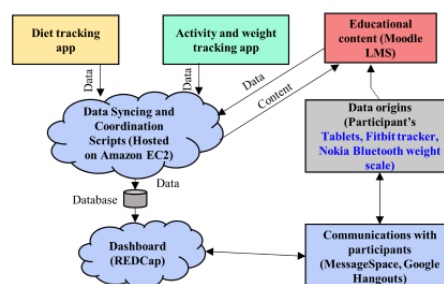 Diet tracking
app
Activity and weight
tracking app
Educational
content (Moodle
LMS)
Data
Data
Data
Content
Data Syncing and
Coordination
Scripts (Hosted
on Amazon EC2)
Data origins
(Participant's
Tablets, Fitbit tracker,
Nokia Bluetooth weight
scale)
Data
Database
Dashboard
(REDCap)
Communications with
participants
(MessageSpace, Google
Hangouts)